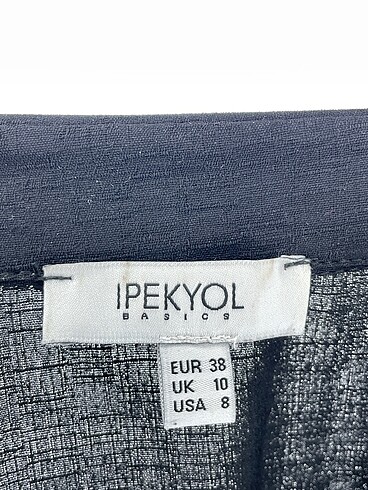 IPEKYOL
BASICS
EUR 38
UK 10
USA 8